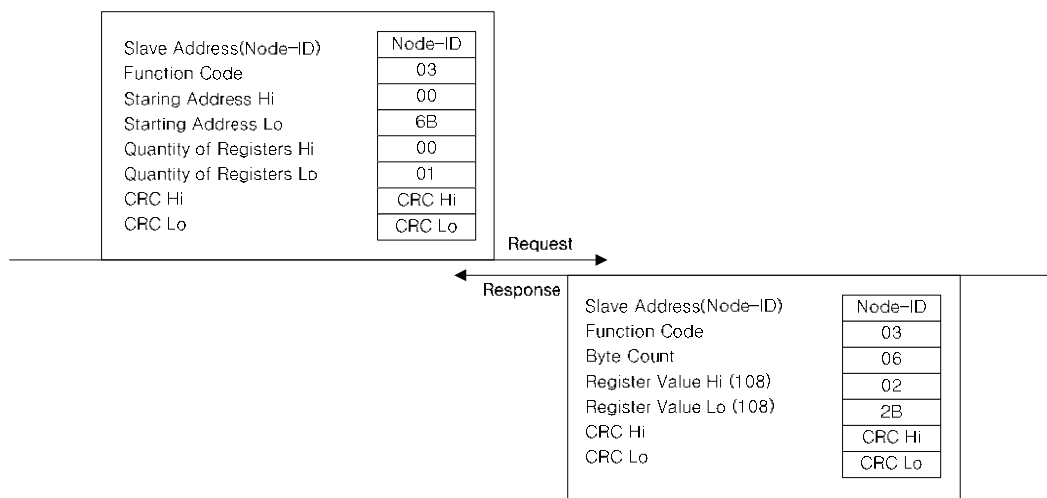 Slave Address(Node-ID) Node-ID
Function Code 03
Staring Address Hi 00
Starting Address Lo 6B
Quantity of Registers Hi 00
Quantity of Registers Lo 01
CRC Hi CRC Hi
CRC Lo CRC Lo
Request
Response
Slave Address(Node-ID) Node-ID
Function Code 03
Byte Count 06
Register Value Hi (108) 02
Register Value Lo (108) 2B
CRC Hi CRC Hi
CRC Lo CRC Lo